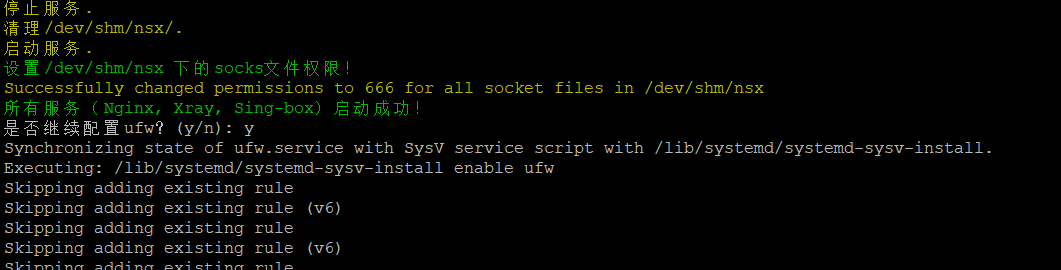 停止服务.
清理/dev/shm/nsx/.
启动服务.
设置/dev/shm/nsx 下的socks文件权限!
Successfully changed permissions to 666 for all socket files in /dev/shm/nsx
所有服务（Nginx, Xray, Sing-box）启动成功!
是否继续配置ufw? (y/n): y
Synchronizing state of ufw.service with SysV service script with /lib/systemd/systemd-sysv-install.
Executing: /lib/systemd/systemd-sysv-install enable ufw
Skipping adding existing rule
Skipping adding existing rule (v6)
Skipping adding existing rule
Skipping adding existing rule (v6)
Skipping adding existing rule